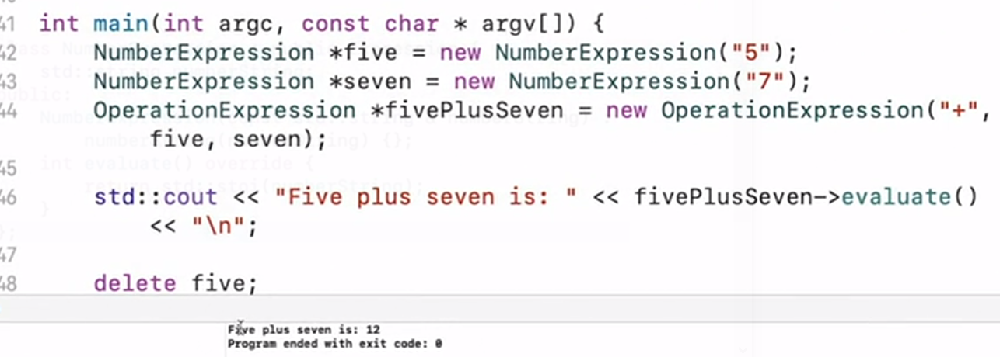 41 int main(int argc, const char * argv[]) {
42 NumberExpression *five = new NumberExpression("5");
43 NumberExpression *seven = new NumberExpression("7");
44 OperationExpression *fivePlusSeven = new OperationExpression("+",
five, seven);
45
46 std::cout << "Five plus seven is: " << fivePlusSeven->evaluate()
<< "\n";
47
48 delete five;
Five plus seven is: 12
Program ended with exit code: 0